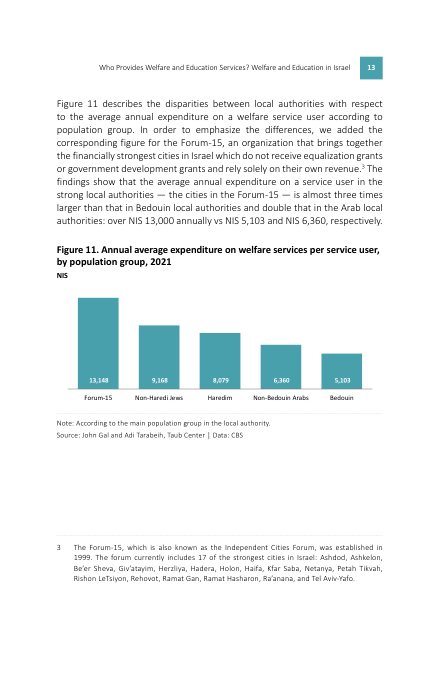 Who Provides Welfare and Education Services? Welfare and Education in Israel 13
Figure 11 describes the disparities between local authorities with respect
to the average annual expenditure on a welfare service user according to
population group. In order to emphasize the differences, we added the
corresponding figure for the Forum-15, an organization that brings together
the financially strongest cities in Israel which do not receive equalization grants
or government development grants and rely solely on their own revenue.³ The
findings show that the average annual expenditure on a service user in the
strong local authorities — the cities in the Forum-15 — is almost three times
larger than that in Bedouin local authorities and double that in the Arab local
authorities: over NIS 13,000 annually vs NIS 5,103 and NIS 6,360, respectively.
Figure 11. Annual average expenditure on welfare services per service user,
by population group, 2021
NIS
13,148 9,168 8,079 6,360 5,103
Forum-15 Non-Haredi Jews Haredim Non-Bedouin Arabs Bedouin
Note: According to the main population group in the local authority.
Source: John Gal and Adi Tarabeih, Taub Center | Data: CBS
3 The Forum-15, which is also known as the Independent Cities Forum, was established in
1999. The forum currently includes 17 of the strongest cities in Israel: Ashdod, Ashkelon,
Be'er Sheva, Giv'atayim, Herzliya, Hadera, Holon, Haifa, Kfar Saba, Netanya, Petah Tikvah,
Rishon LeTsiyon, Rehovot, Ramat Gan, Ramat Hasharon, Ra'anana, and Tel Aviv-Yafo.